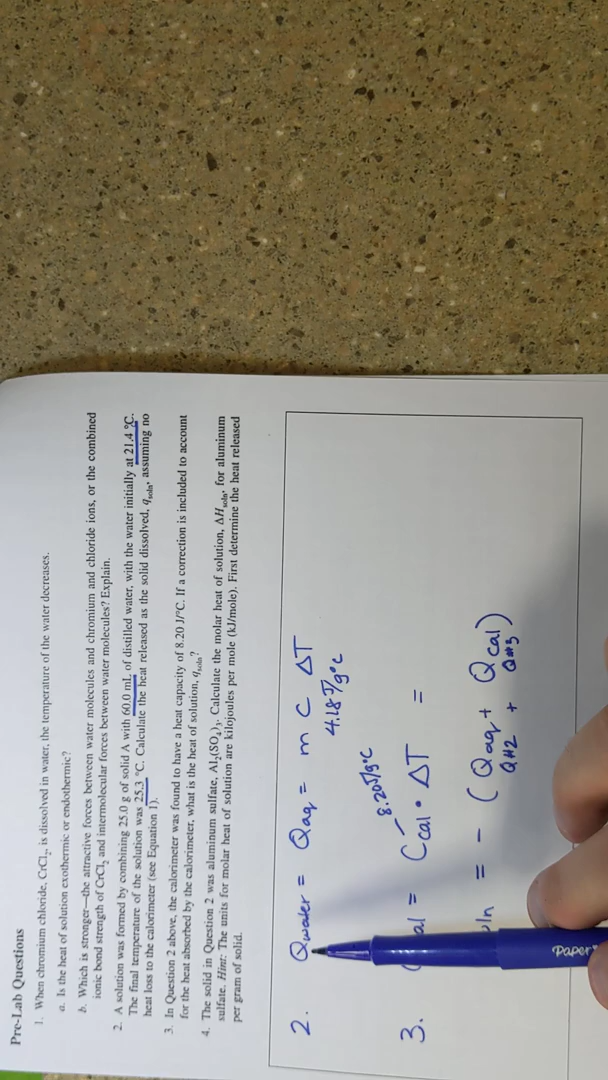 Pre-Lab Questions
1. When chromium chloride, CrCl₂, is dissolved in water, the temperature of the water decreases.
a. Is the heat of solution exothermic or endothermic?
b. Which is stronger—the attractive forces between water molecules and chromium and chloride ions, or the combined
ionic bond strength of CrCl₂ and intermolecular forces between water molecules? Explain.
2. A solution was formed by combining 25.0 g of solid A with 60.0 mL of distilled water, with the water initially at 21.4 °C.
The final temperature of the solution was 25.3 °C. Calculate the heat released as the solid dissolved, q_soln, assuming no
heat loss to the calorimeter (see Equation 1).
3. In Question 2 above, the calorimeter was found to have a heat capacity of 8.20 J/°C. If a correction is included to account
for the heat absorbed by the calorimeter, what is the heat of solution, q_soln?
4. The solid in Question 2 was aluminum sulfate, Al₂(SO₄)₃. Calculate the molar heat of solution, ΔH_soln, for aluminum
sulfate. Hint: The units for molar heat of solution are kilojoules per mole (kJ/mole). First determine the heat released
per gram of solid.
2. Qwater = Qaq = m C ΔT
4.18 J/g°C
8.20 J/g°C
3. al = Ccal • ΔT =
oln = - (Qaq + Qcal)
Q#2 + Q#3
Paper